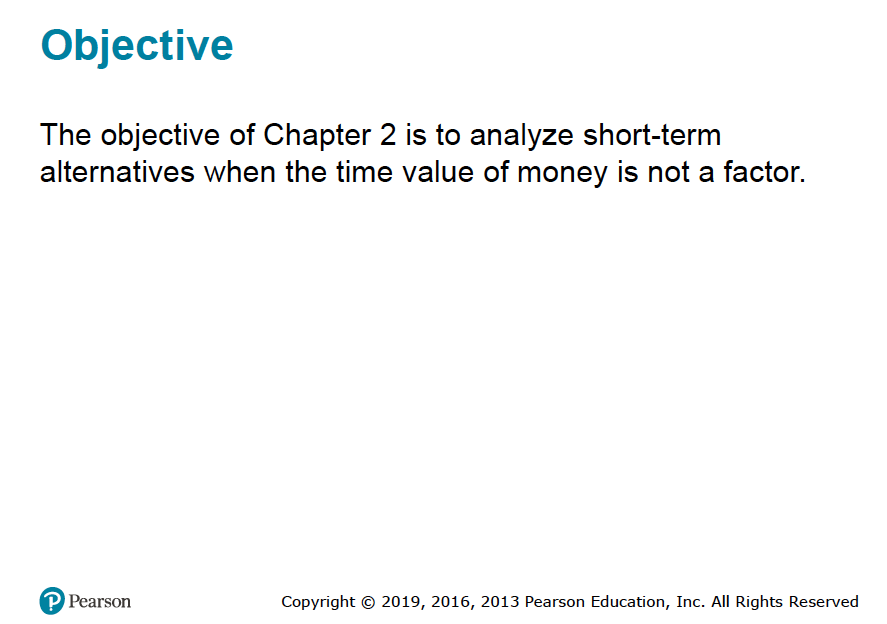 Objective
The objective of Chapter 2 is to analyze short-term
alternatives when the time value of money is not a factor.
Pearson
Copyright © 2019, 2016, 2013 Pearson Education, Inc. All Rights Reserved